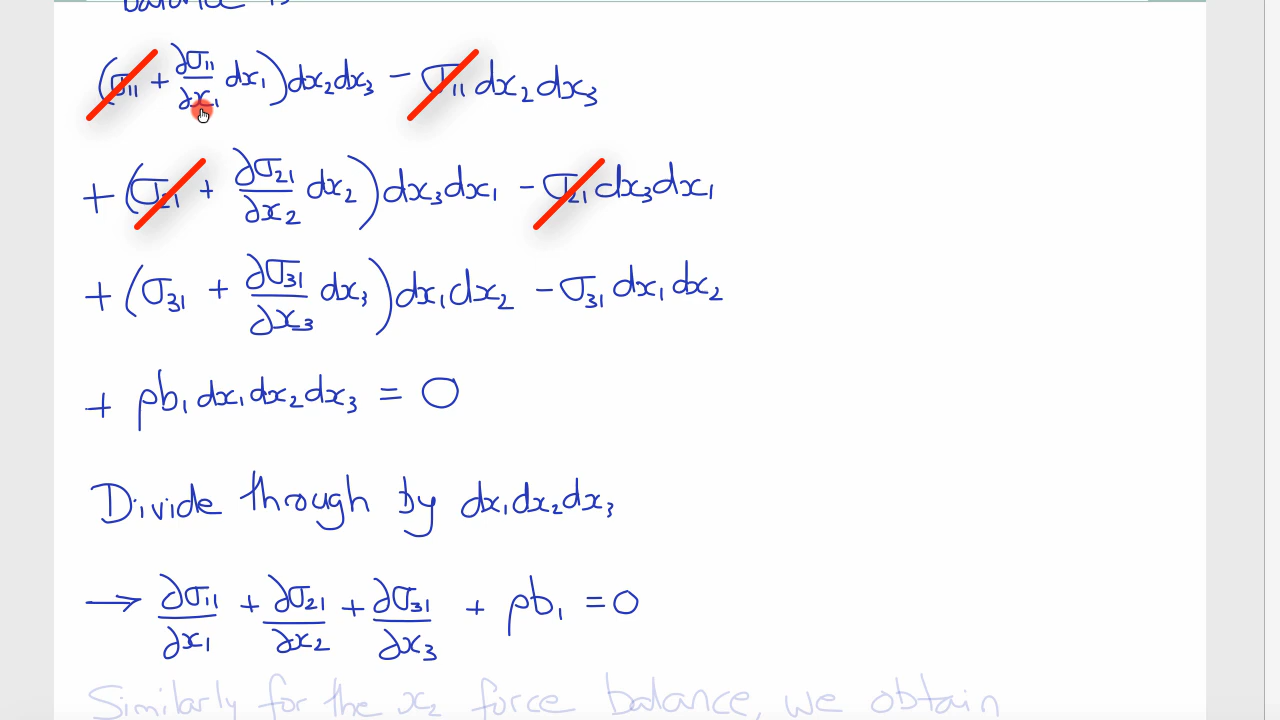 balance is
(σ₁₁ + ∂σ₁₁/∂x₁ dx₁) dx₂dx₃ − σ₁₁ dx₂dx₃
+ (σ₂₁ + ∂σ₂₁/∂x₂ dx₂) dx₃dx₁ − σ₂₁ dx₃dx₁
+ (σ₃₁ + ∂σ₃₁/∂x₃ dx₃) dx₁dx₂ − σ₃₁ dx₁dx₂
+ ρb₁ dx₁dx₂dx₃ = 0
Divide through by dx₁dx₂dx₃
→ ∂σ₁₁/∂x₁ + ∂σ₂₁/∂x₂ + ∂σ₃₁/∂x₃ + ρb₁ = 0
Similarly for the x₂ force balance, we obtain